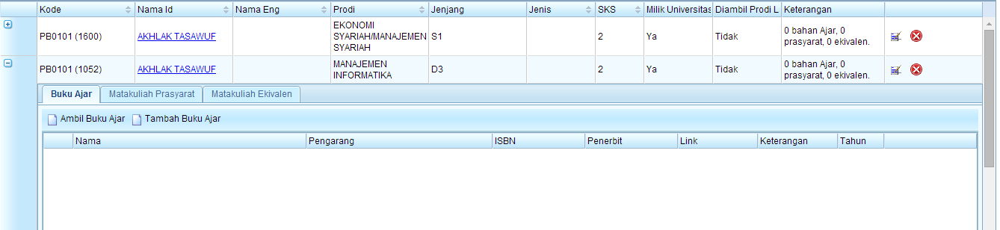 Kode Nama Id Nama Eng Prodi Jenjang Jenis SKS Milik Universitas Diambil Prodi L Keterangan
PB0101 (1600) AKHLAK TASAWUF EKONOMI SYARIAH/MANAJEMEN SYARIAH S1 2 Ya Tidak 0 bahan Ajar, 0 prasyarat, 0 ekivalen.
PB0101 (1052) AKHLAK TASAWUF MANAJEMEN INFORMATIKA D3 2 Ya Tidak 0 bahan Ajar, 0 prasyarat, 0 ekivalen.
Buku Ajar Matakuliah Prasyarat Matakuliah Ekivalen
Ambil Buku Ajar Tambah Buku Ajar
Nama Pengarang ISBN Penerbit Link Keterangan Tahun